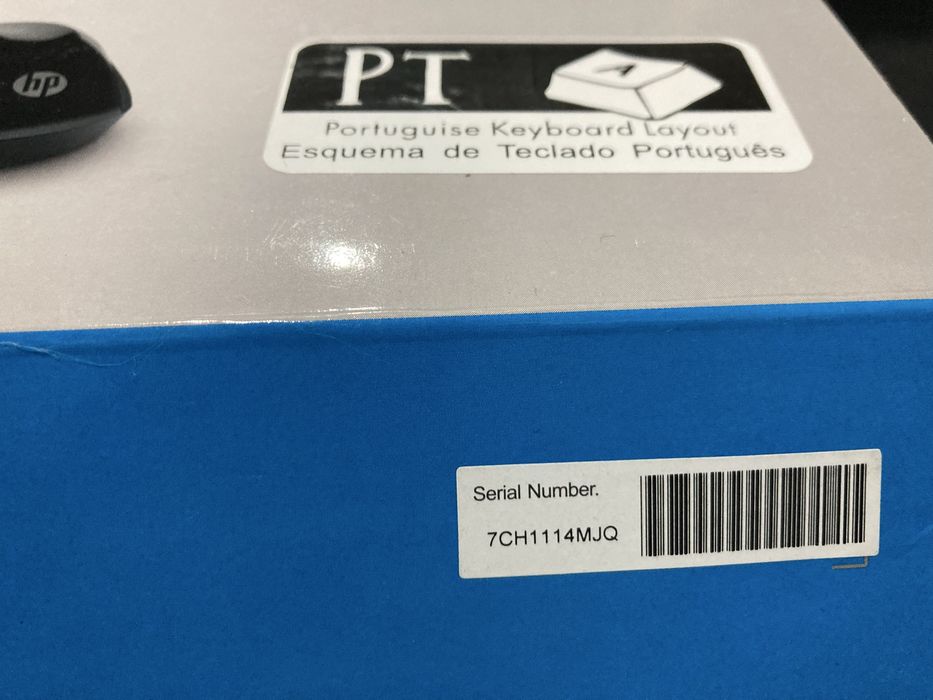 hp
PT
A
Portuguise Keyboard Layout
Esquema de Teclado Português
Serial Number.
7CH1114MJQ